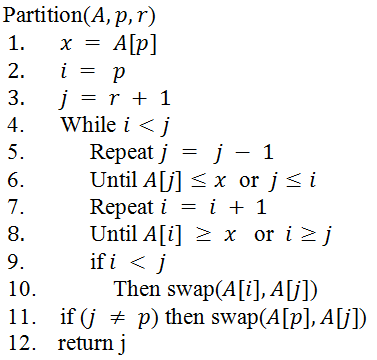 Partition(A, p, r)
1. x = A[p]
2. i = p
3. j = r + 1
4. While i < j
5. Repeat j = j − 1
6. Until A[j] ≤ x or j ≤ i
7. Repeat i = i + 1
8. Until A[i] ≥ x or i ≥ j
9. if i < j
10. Then swap(A[i], A[j])
11. if (j ≠ p) then swap(A[p], A[j])
12. return j